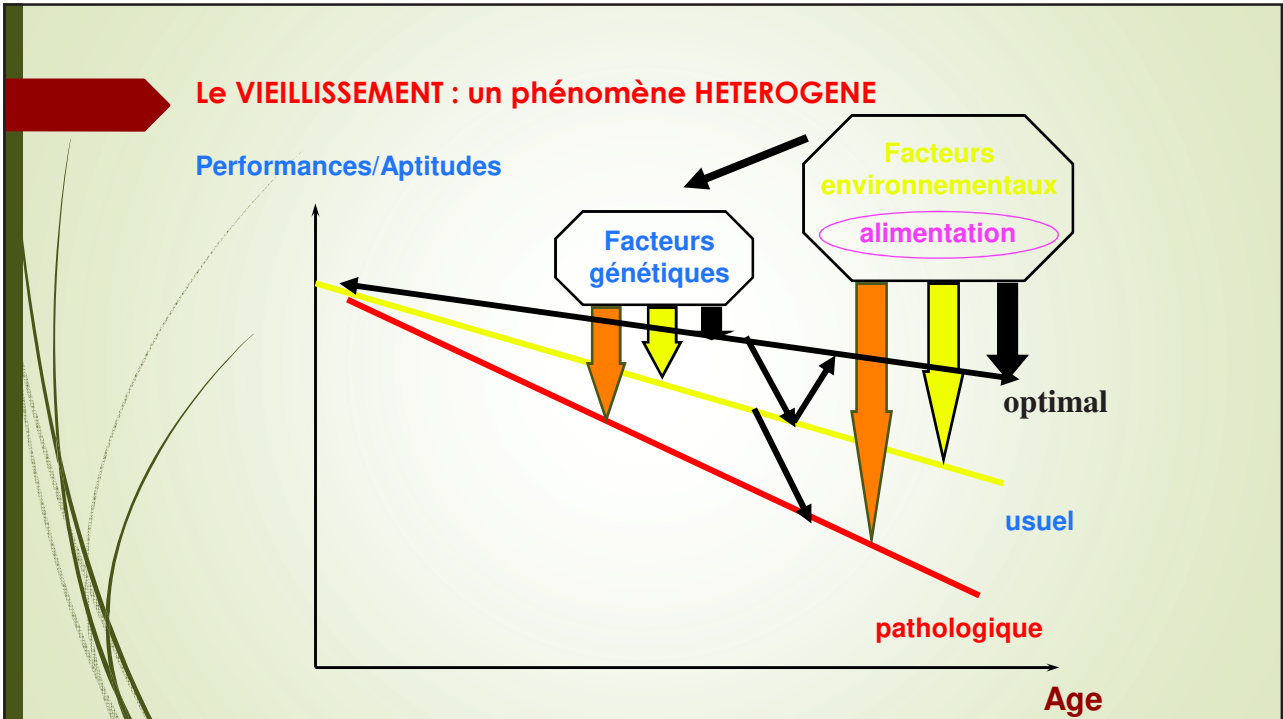 Le VIEILLISSEMENT : un phénomène HETEROGENE
Performances/Aptitudes
Facteurs
environnementaux
alimentation
Facteurs
génétiques
optimal
usuel
pathologique
Age